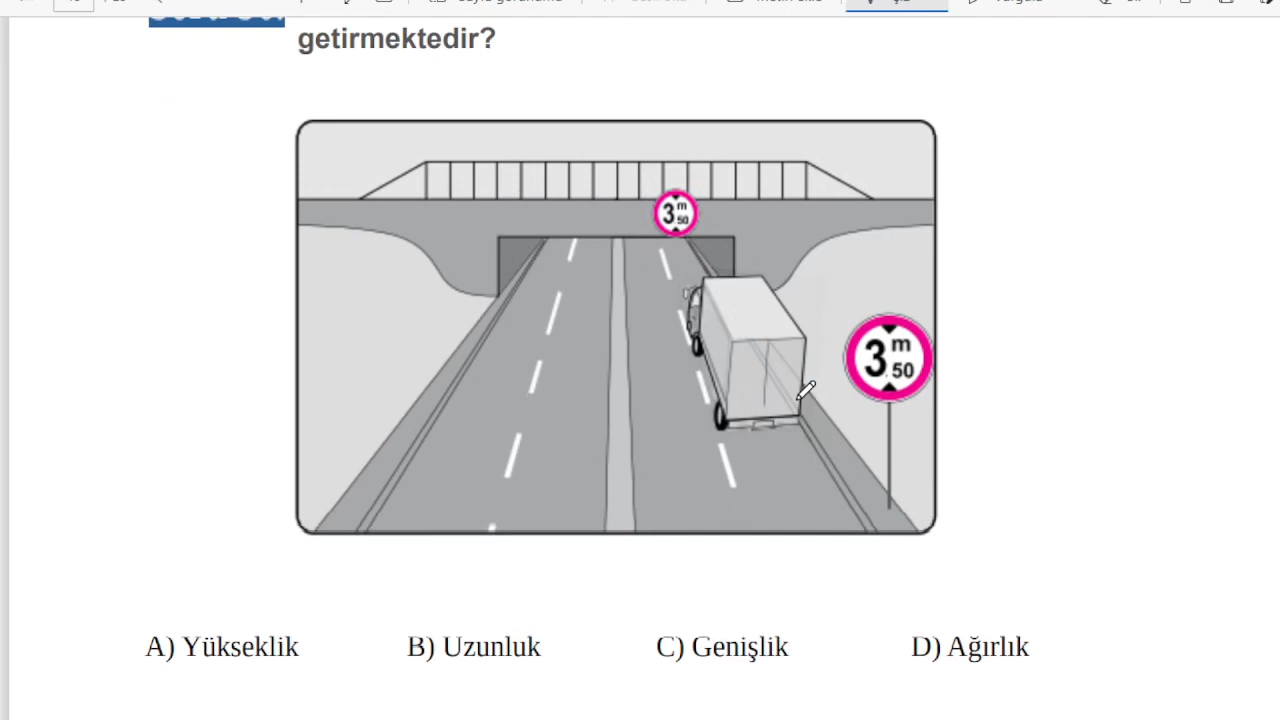 getirmektedir?
3 m 50
3 m 50
A) Yükseklik B) Uzunluk C) Genişlik D) Ağırlık